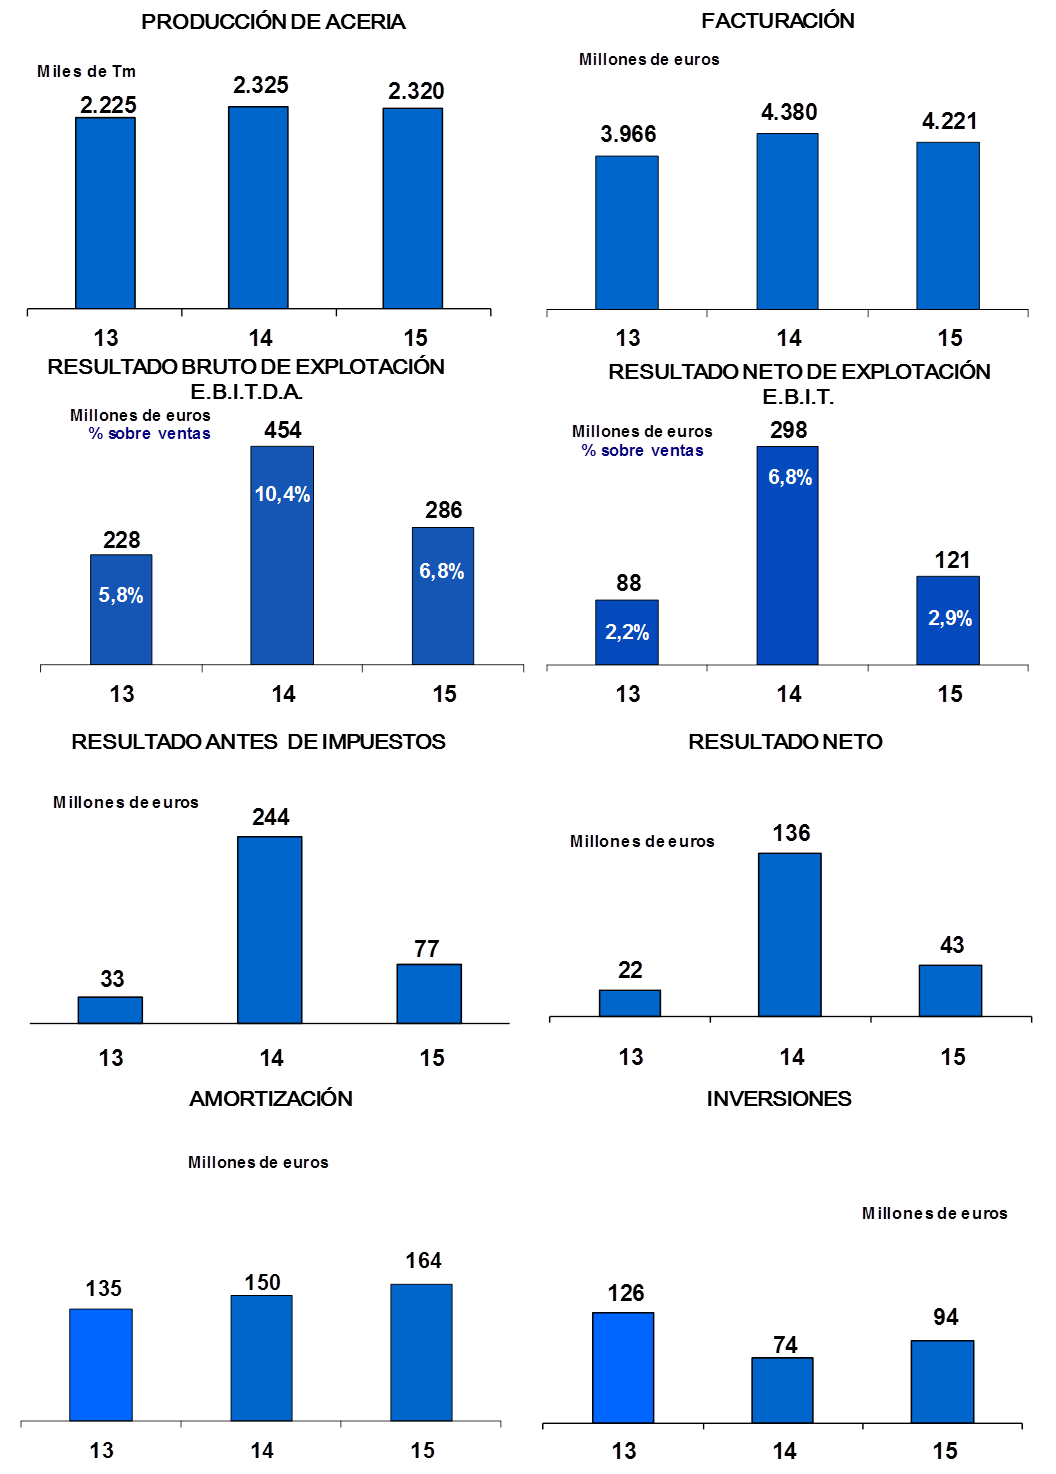 PRODUCCIÓN DE ACERIA
Miles de Tm
2.225
2.325
2.320
13
14
15
FACTURACIÓN
Millones de euros
3.966
4.380
4.221
13
14
15
RESULTADO BRUTO DE EXPLOTACIÓN
E.B.I.T.D.A.
Millones de euros
% sobre ventas
228
454
286
5,8%
10,4%
6,8%
13
14
15
RESULTADO NETO DE EXPLOTACIÓN
E.B.I.T.
Millones de euros
% sobre ventas
88
298
121
2,2%
6,8%
2,9%
13
14
15
RESULTADO ANTES DE IMPUESTOS
Millones de euros
33
244
77
13
14
15
RESULTADO NETO
Millones de euros
22
136
43
13
14
15
AMORTIZACIÓN
Millones de euros
135
150
164
13
14
15
INVERSIONES
Millones de euros
126
74
94
13
14
15